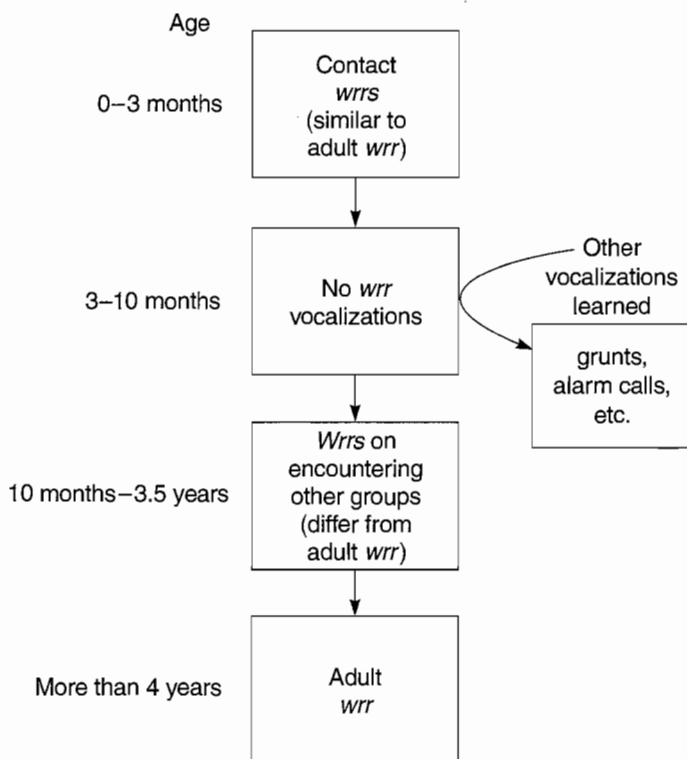 Age
0–3 months
Contact
wrrs
(similar to
adult wrr)
3–10 months
No wrr
vocalizations
Other
vocalizations
learned
grunts,
alarm calls,
etc.
10 months–3.5 years
Wrrs on
encountering
other groups
(differ from
adult wrr)
More than 4 years
Adult
wrr